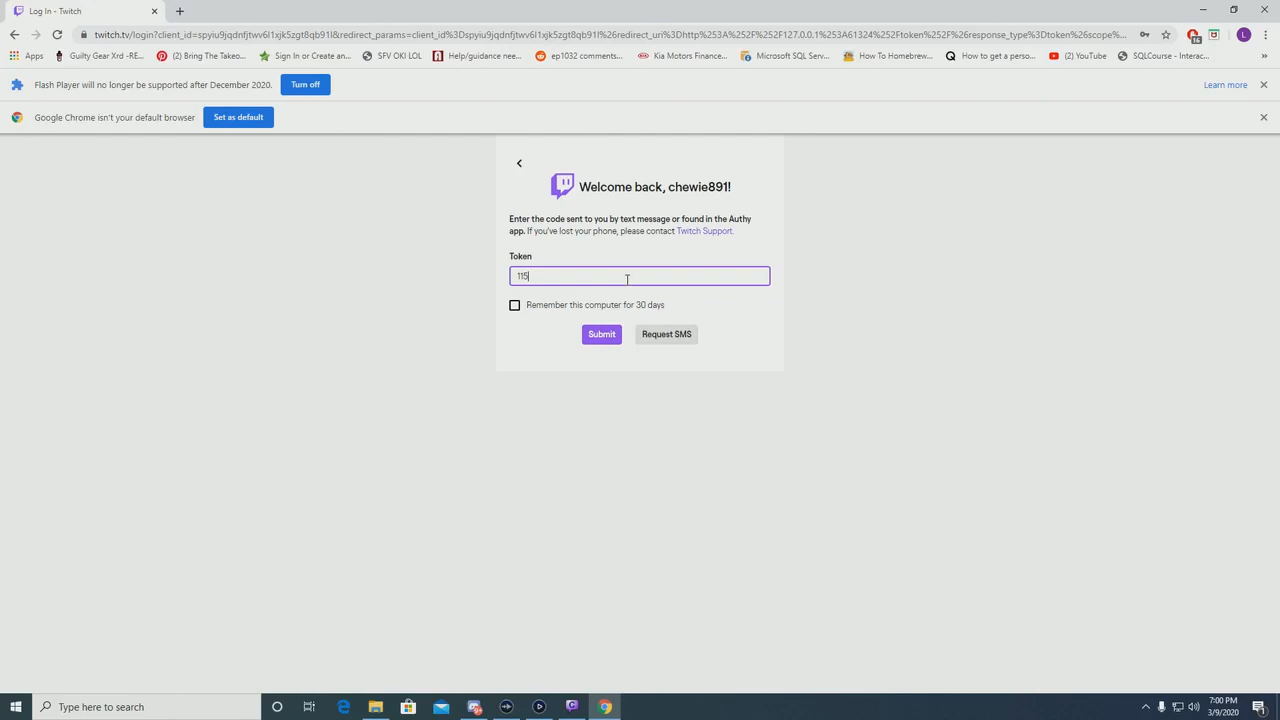 Log In - Twitch
twitch.tv/login?client_id=spyiu9jqdnfjtwv6l1xjk5zgt8qb91l&redirect_params=client_id%3Dspyiu9jqdnfjtwv6l1xjk5zgt8qb91l%26redirect_uri%3Dhttp%253A%252F%252F127.0.0.1%253A61324%252Ftoken%252F%26response_type%3Dtoken%26scope%...
16
L
Apps
Guilty Gear Xrd -RE...
(2) Bring The Takeo...
Sign In or Create an...
SFV OKI LOL
Help/guidance nee...
ep1032 comments...
Kia Motors Finance...
Microsoft SQL Serv...
How To Homebrew...
How to get a perso...
(2) YouTube
SQLCourse - Interac...
»
Flash Player will no longer be supported after December 2020.
Turn off
Learn more
Google Chrome isn't your default browser
Set as default
Welcome back, chewie891!
Enter the code sent to you by text message or found in the Authy
app. If you've lost your phone, please contact Twitch Support.
Token
115
Remember this computer for 30 days
Submit
Request SMS
Type here to search
7:00 PM
3/9/2020